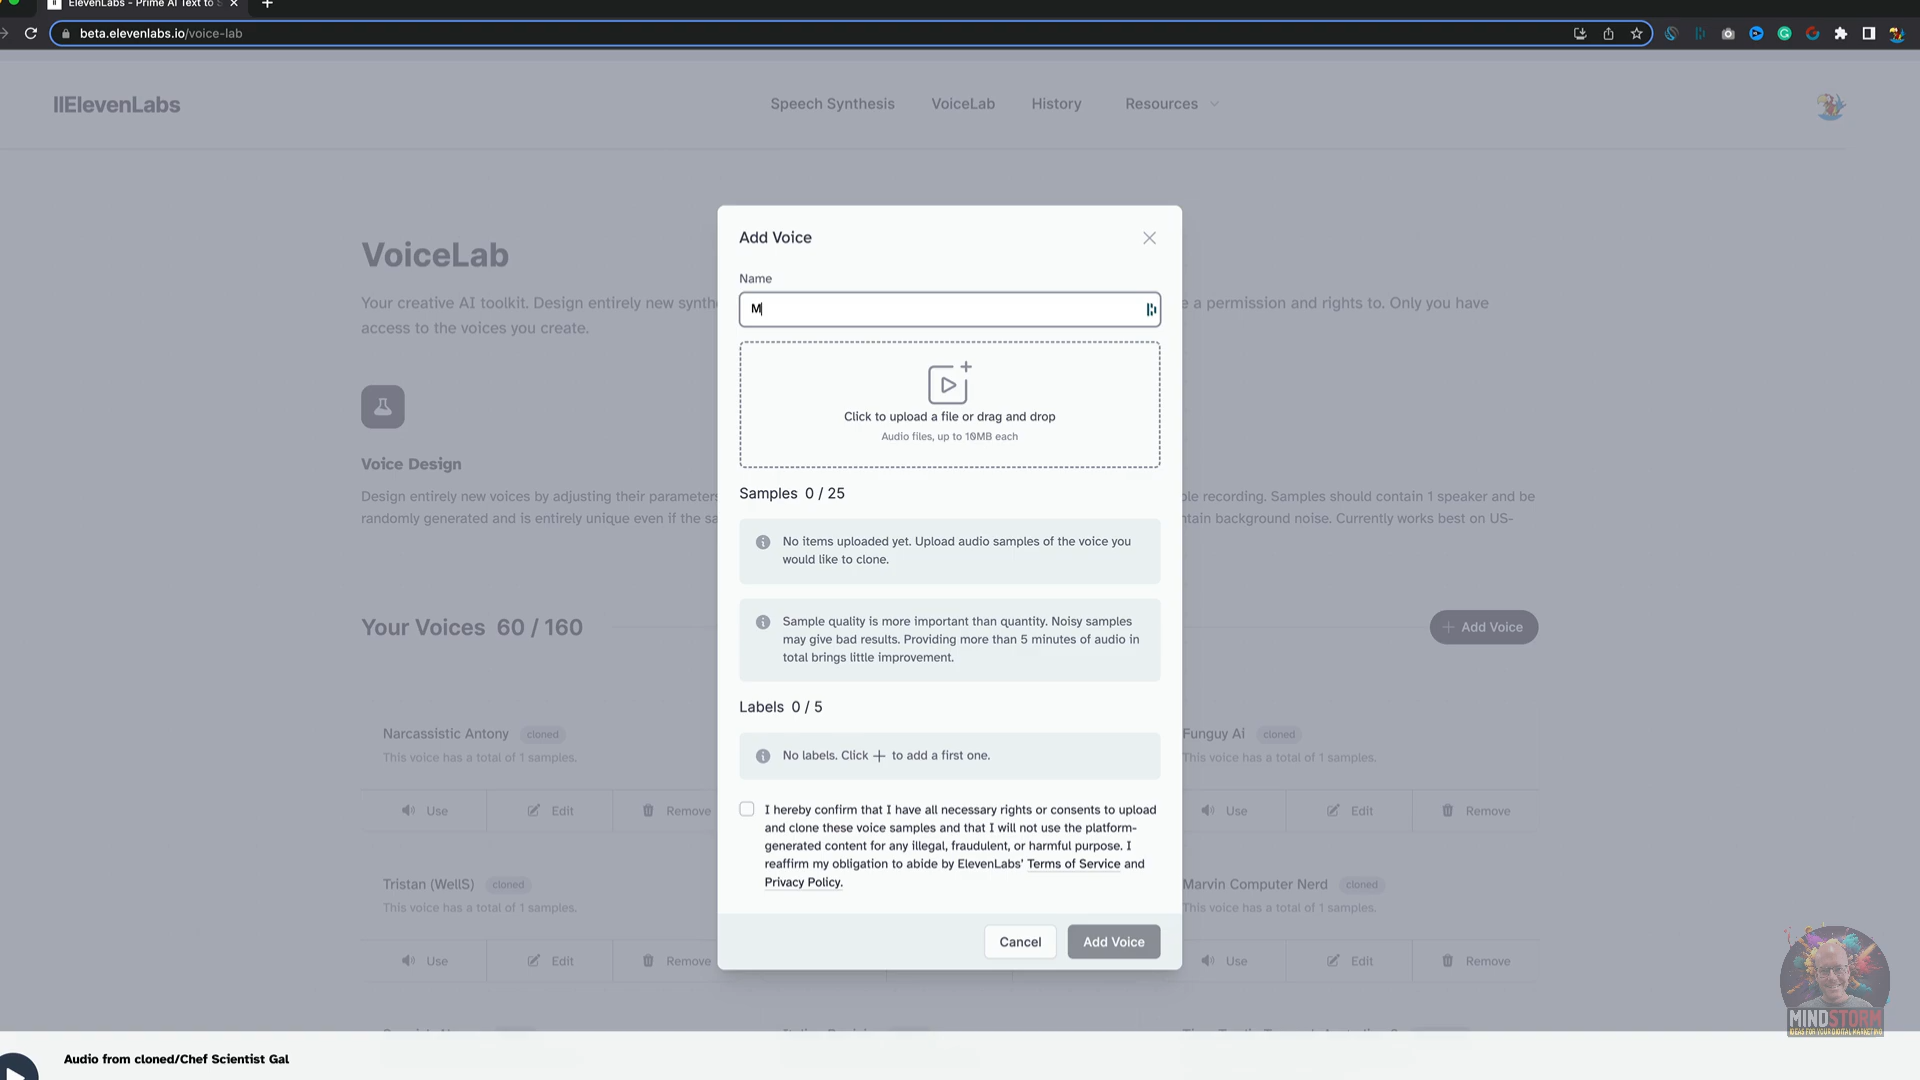 ElevenLabs - Prime AI Text to S
beta.elevenlabs.io/voice-lab
IIElevenLabs
Speech Synthesis
VoiceLab
History
Resources
VoiceLab
Your creative AI toolkit. Design entirely new synth
e a permission and rights to. Only you have
access to the voices you create.
Voice Design
Design entirely new voices by adjusting their parameters
ple recording. Samples should contain 1 speaker and be
randomly generated and is entirely unique even if the sa
ntain background noise. Currently works best on US-
Your Voices 60 / 160
Add Voice
Narcassistic Antony cloned
This voice has a total of 1 samples.
Use
Edit
Remove
Funguy Ai cloned
This voice has a total of 1 samples.
Use
Edit
Remove
Tristan (WellS) cloned
This voice has a total of 1 samples.
Use
Edit
Remove
Marvin Computer Nerd cloned
This voice has a total of 1 samples.
Use
Edit
Remove
Add Voice
Name
M
Click to upload a file or drag and drop
Audio files, up to 10MB each
Samples 0 / 25
No items uploaded yet. Upload audio samples of the voice you
would like to clone.
Sample quality is more important than quantity. Noisy samples
may give bad results. Providing more than 5 minutes of audio in
total brings little improvement.
Labels 0 / 5
No labels. Click + to add a first one.
I hereby confirm that I have all necessary rights or consents to upload
and clone these voice samples and that I will not use the platform-
generated content for any illegal, fraudulent, or harmful purpose. I
reaffirm my obligation to abide by ElevenLabs' Terms of Service and
Privacy Policy.
Cancel
Add Voice
Audio from cloned/Chef Scientist Gal
MINDSTORM
IDEAS FOR YOUR DIGITAL MARKETING